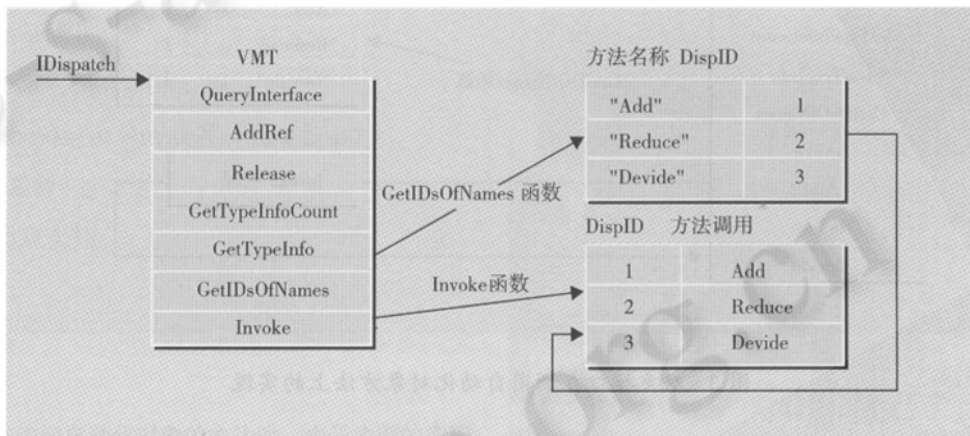 IDispatch
VMT
QueryInterface
AddRef
Release
GetTypeInfoCount
GetTypeInfo
GetIDsOfNames
Invoke
GetIDsOfNames 函数
Invoke函数
方法名称 DispID
"Add" 1
"Reduce" 2
"Devide" 3
DispID 方法调用
1 Add
2 Reduce
3 Devide